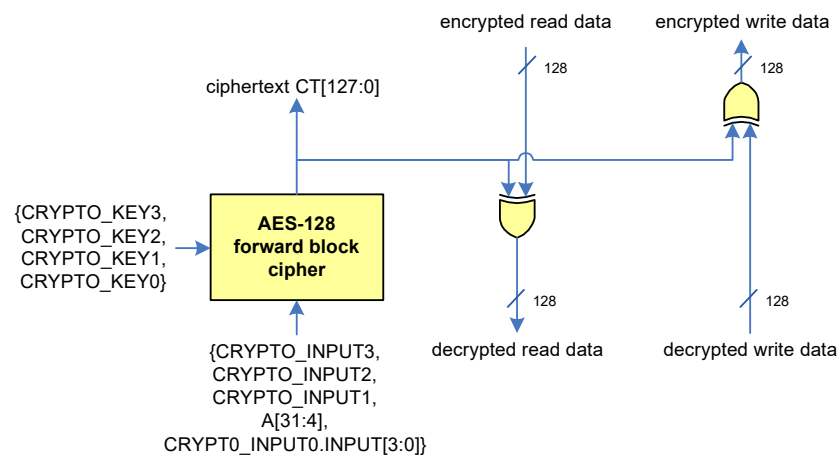 encrypted read data
encrypted write data
128
128
ciphertext CT[127:0]
{CRYPTO_KEY3,
CRYPTO_KEY2,
CRYPTO_KEY1,
CRYPTO_KEY0}
AES-128
forward block
cipher
128
128
{CRYPTO_INPUT3,
CRYPTO_INPUT2,
CRYPTO_INPUT1,
A[31:4],
CRYPT0_INPUT0.INPUT[3:0]}
decrypted read data
decrypted write data